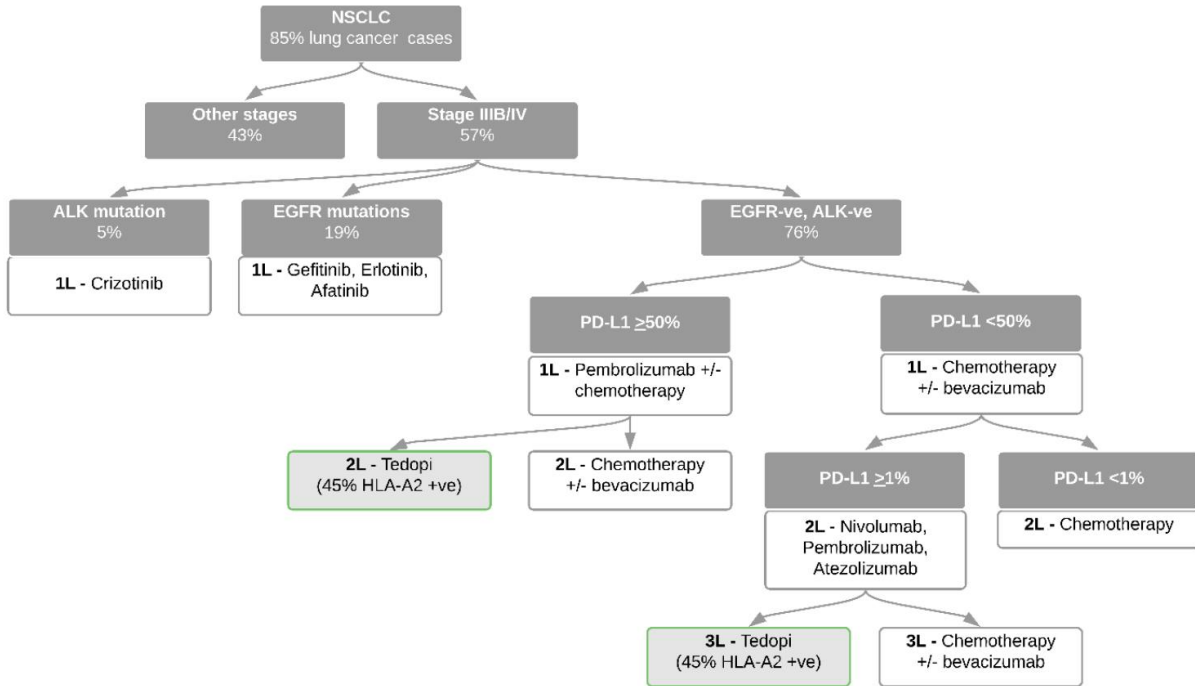 NSCLC
85% lung cancer cases
Other stages
43%
Stage IIIB/IV
57%
ALK mutation
5%
EGFR mutations
19%
EGFR-ve, ALK-ve
76%
1L - Crizotinib
1L - Gefitinib, Erlotinib,
Afatinib
PD-L1 ≥50%
PD-L1 <50%
1L - Pembrolizumab +/-
chemotherapy
1L - Chemotherapy
+/- bevacizumab
2L - Tedopi
(45% HLA-A2 +ve)
2L - Chemotherapy
+/- bevacizumab
PD-L1 ≥1%
PD-L1 <1%
2L - Nivolumab,
Pembrolizumab,
Atezolizumab
2L - Chemotherapy
3L - Tedopi
(45% HLA-A2 +ve)
3L - Chemotherapy
+/- bevacizumab